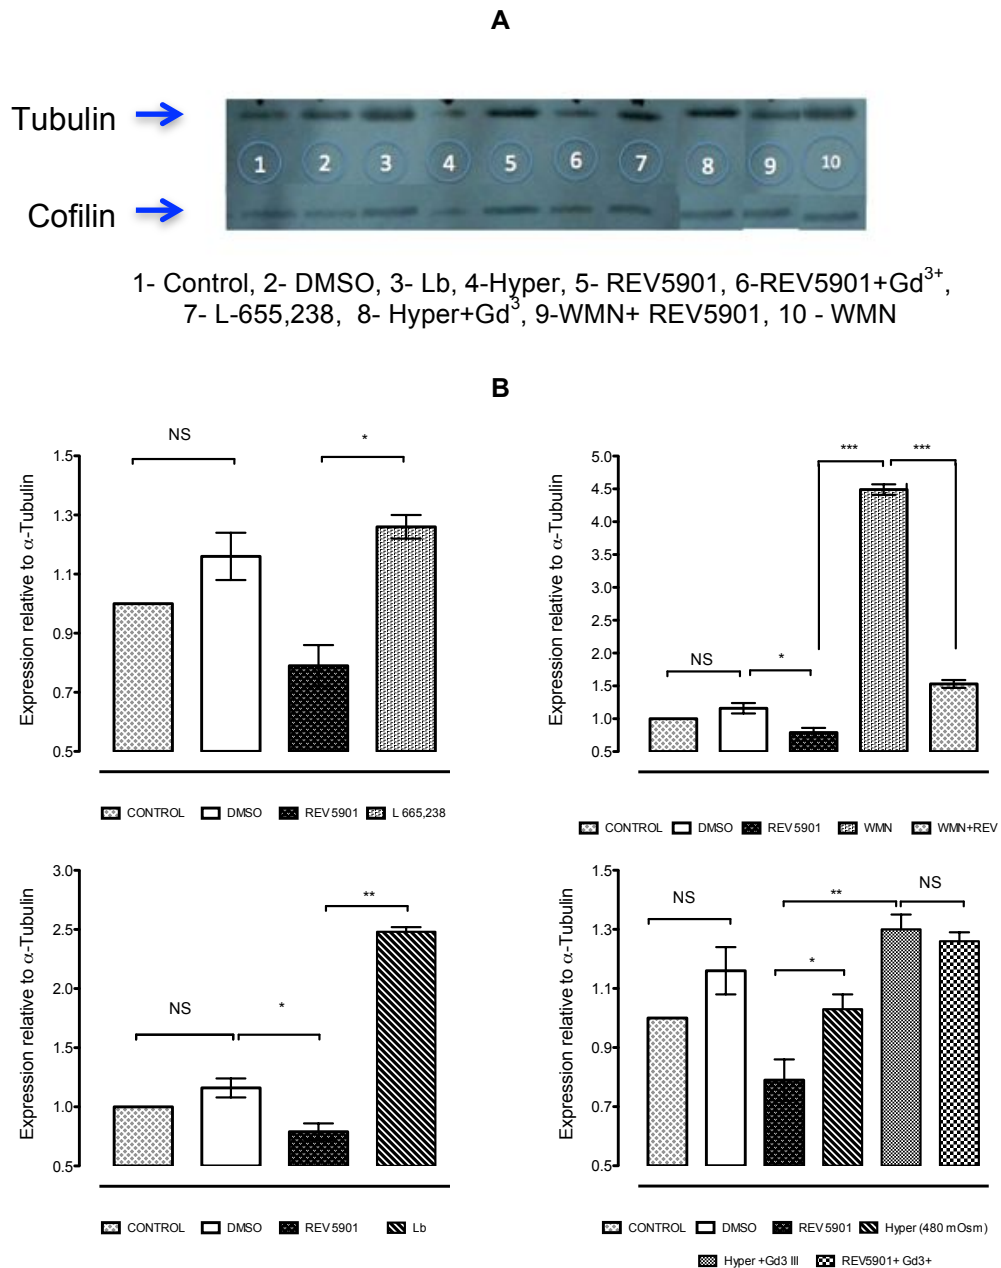 A
Tubulin
Cofilin
1 2 3 4 5 6 7 8 9 10
1- Control, 2- DMSO, 3- Lb, 4-Hyper, 5- REV5901, 6-REV5901+Gd³⁺,
7- L-655,238, 8- Hyper+Gd³, 9-WMN+ REV5901, 10 - WMN
B
NS
*
1.5
1.3
1.1
0.9
0.7
0.5
Expression relative to α-Tubulin
CONTROL DMSO REV5901 L 665,238
***
***
NS
*
5.0
4.5
4.0
3.5
5.0
2.5
2.0
1.5
1.0
0.5
Expression relative to α-Tubulin
CONTROL DMSO REV5901 WMN WMN+REV
**
NS
*
3.0
2.5
2.0
1.5
1.0
0.5
Expression relative to α-Tubulin
CONTROL DMSO REV5901 Lb
NS
**
NS
*
1.5
1.3
1.1
0.9
0.7
0.5
Expression relative to α-Tubulin
CONTROL DMSO REV5901 Hyper (480 mOsm)
Hyper +Gd3 III REV5901+ Gd3+